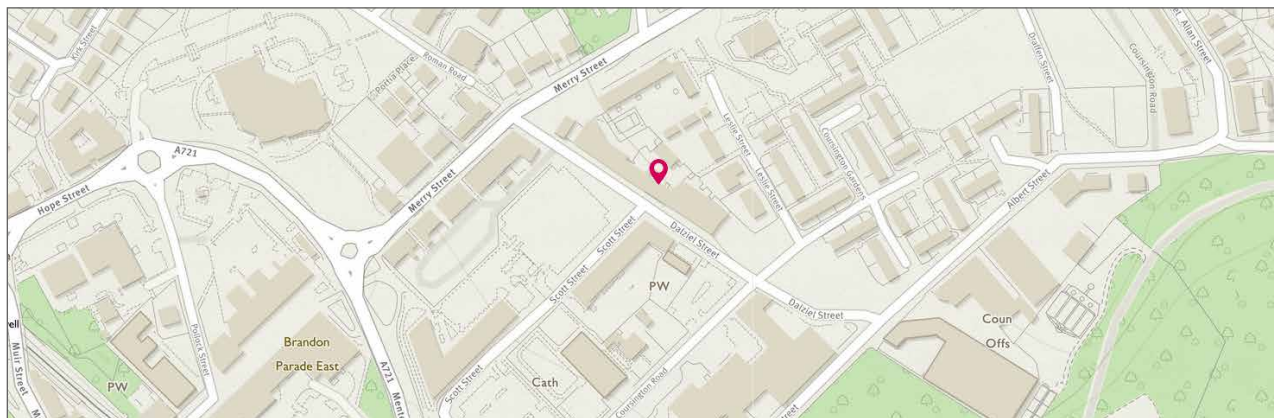 Kirk Street
Portia Place
Roman Road
Merry Street
Draffen Street
Coursington Road
Allan Street
A721
Hope Street
Merry Street
Leslie Street
Leslie Street
Coursington Gardens
Albert Street
Scott Street
Scott Street
Dalziel Street
Dalziel Street
PW
Coun
Offs
Pollock Street
Muir Street
Brandon
Parade East
A721
PW
Scott Street
Cath
Coursington Road
Street